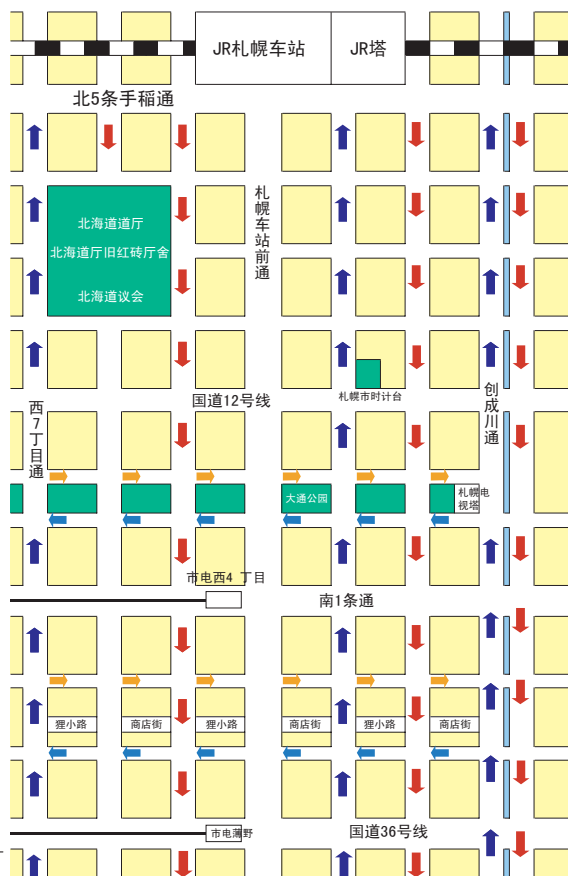 JR札幌车站
JR塔
北5条手稲通
札幌车站前通
北海道道厅
北海道厅旧红砖厅舍
北海道议会
札幌市时计台
国道12号线
创成川通
西7丁目通
大通公园
札幌电
视塔
市电西4 丁目
南1条通
狸小路
商店街
狸小路
商店街
狸小路
商店街
市电薄野
国道36号线